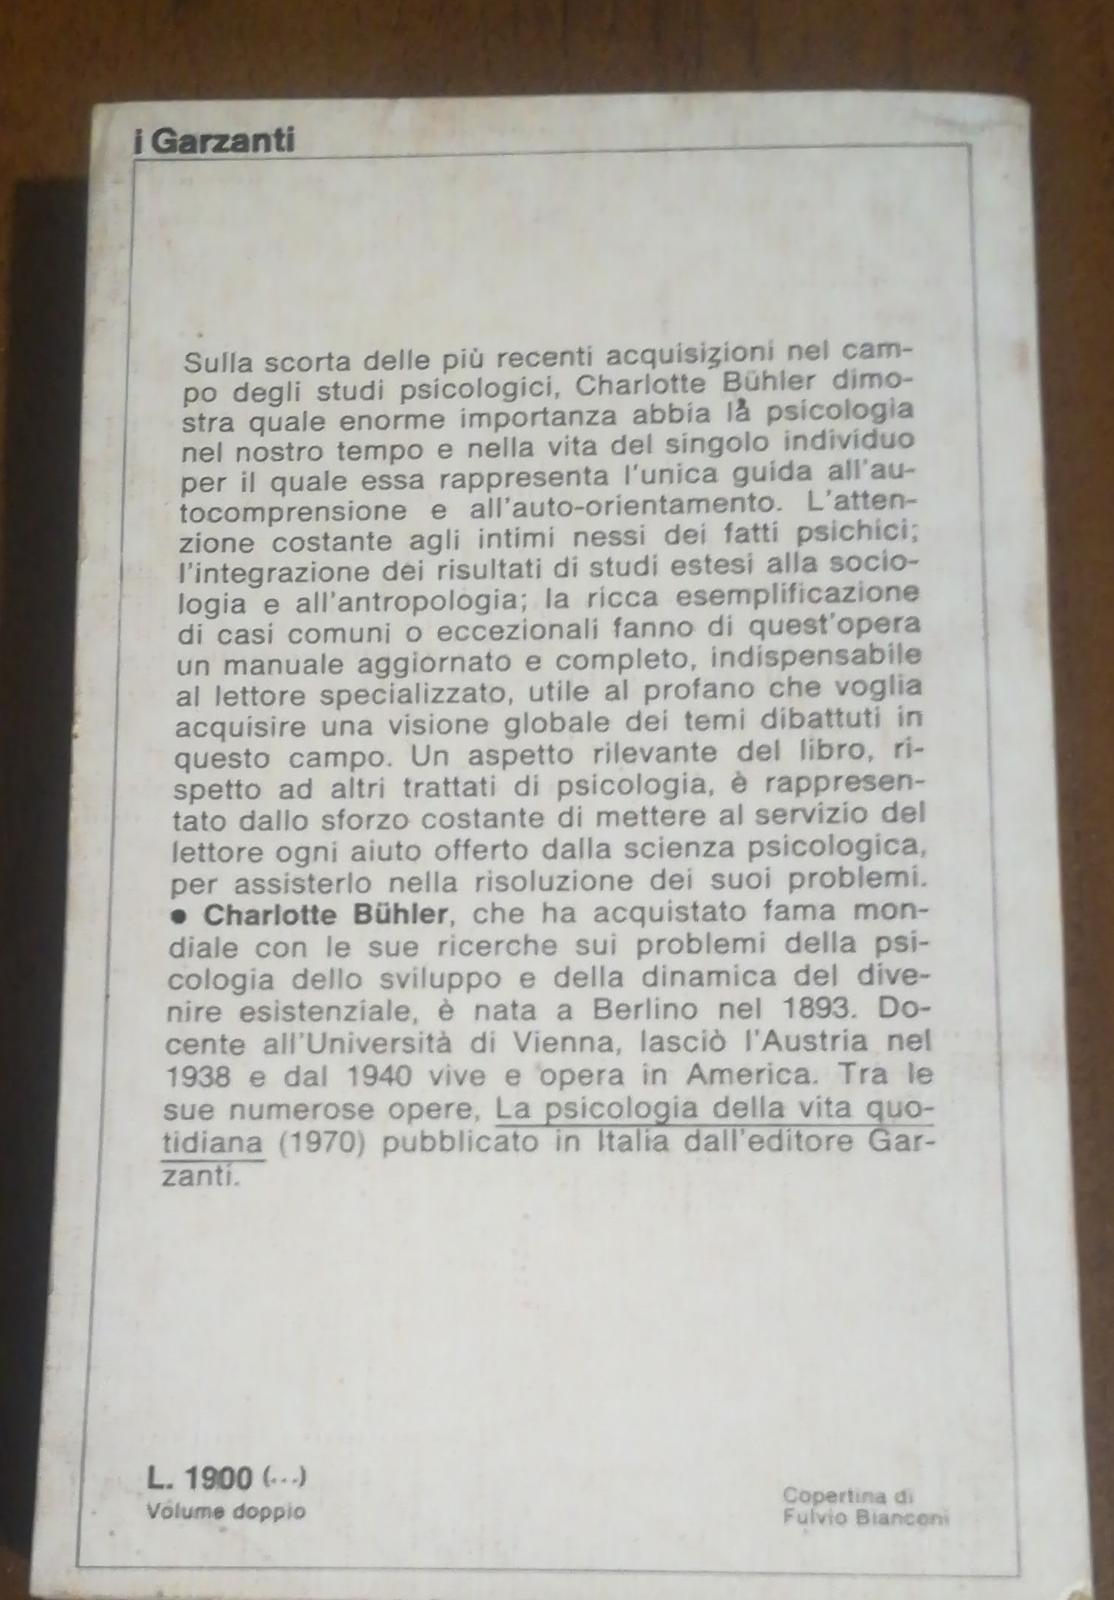 i Garzanti
Sulla scorta delle più recenti acquisizioni nel cam-
po degli studi psicologici, Charlotte Bühler dimo-
stra quale enorme importanza abbia la psicologia
nel nostro tempo e nella vita del singolo individuo
per il quale essa rappresenta l'unica guida all'au-
tocomprensione e all'auto-orientamento. L'atten-
zione costante agli intimi nessi dei fatti psichici;
l'integrazione dei risultati di studi estesi alla socio-
logia e all'antropologia; la ricca esemplificazione
di casi comuni o eccezionali fanno di quest'opera
un manuale aggiornato e completo, indispensabile
al lettore specializzato, utile al profano che voglia
acquisire una visione globale dei temi dibattuti in
questo campo. Un aspetto rilevante del libro, ri-
spetto ad altri trattati di psicologia, è rappresen-
tato dallo sforzo costante di mettere al servizio del
lettore ogni aiuto offerto dalla scienza psicologica,
per assisterlo nella risoluzione dei suoi problemi.
● Charlotte Bühler, che ha acquistato fama mon-
diale con le sue ricerche sui problemi della psi-
cologia dello sviluppo e della dinamica del dive-
nire esistenziale, è nata a Berlino nel 1893. Do-
cente all'Università di Vienna, lasciò l'Austria nel
1938 e dal 1940 vive e opera in America. Tra le
sue numerose opere, La psicologia della vita quo-
tidiana (1970) pubblicato in Italia dall'editore Gar-
zanti.
L. 1900 (...)
Volume doppio
Copertina di
Fulvio Bianconi